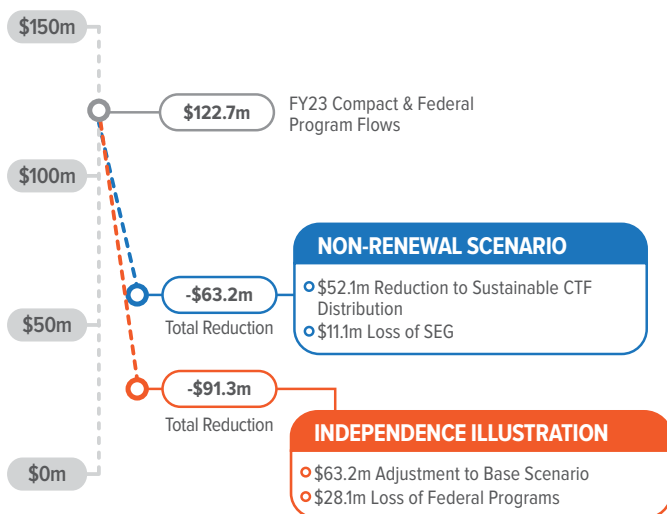 $150m
$122.7m
FY23 Compact & Federal
Program Flows
$100m
NON-RENEWAL SCENARIO
$52.1m Reduction to Sustainable CTF
Distribution
$11.1m Loss of SEG
-$63.2m
Total Reduction
$50m
-$91.3m
Total Reduction
INDEPENDENCE ILLUSTRATION
$63.2m Adjustment to Base Scenario
$28.1m Loss of Federal Programs
$0m